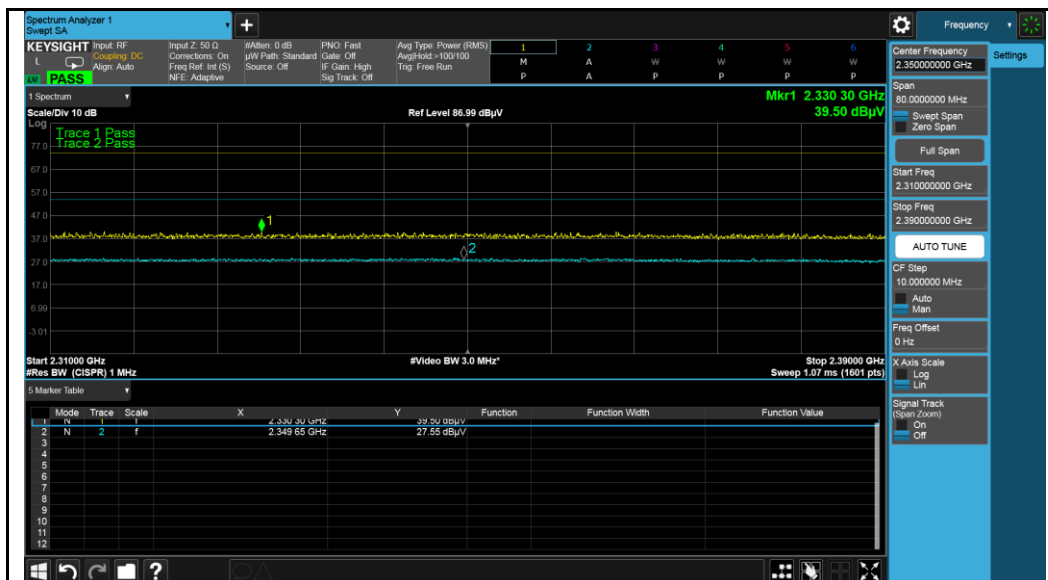 Spectrum Analyzer 1
Swept SA
Frequency
KEYSIGHT
L
LXI
PASS
Input: RF
Coupling: DC
Align: Auto
Input Z: 50 Ω
Corrections: On
Freq Ref: Int (S)
NFE: Adaptive
#Atten: 0 dB
µW Path: Standard
Source: Off
PNO: Fast
Gate: Off
IF Gain: High
Sig Track: Off
Avg Type: Power (RMS)
Avg|Hold:>100/100
Trig: Free Run
1 2 3 4 5 6
M A W W W W
P A P P P P
Center Frequency
2.350000000 GHz
Settings
Span
80.0000000 MHz
Swept Span
Zero Span
Full Span
Start Freq
2.310000000 GHz
Stop Freq
2.390000000 GHz
AUTO TUNE
CF Step
10.000000 MHz
Auto
Man
Freq Offset
0 Hz
X Axis Scale
Log
Lin
Signal Track
(Span Zoom)
On
Off
1 Spectrum
Mkr1 2.330 30 GHz
39.50 dBµV
Scale/Div 10 dB
Ref Level 86.99 dBµV
Log
Trace 1 Pass
Trace 2 Pass
77.0
67.0
57.0
47.0
37.0
27.0
17.0
6.99
-3.01
1
2
Start 2.31000 GHz
#Video BW 3.0 MHz*
Stop 2.39000 GHz
#Res BW (CISPR) 1 MHz
Sweep 1.07 ms (1601 pts)
5 Marker Table
Mode Trace Scale X Y Function Function Width Function Value
1 N 1 f 2.330 30 GHz 39.50 dBµV
2 N 2 f 2.349 65 GHz 27.55 dBµV
3
4
5
6
7
8
9
10
11
12
?